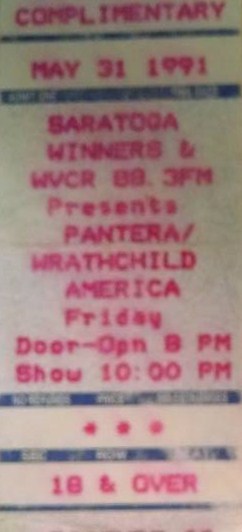 COMPLIMENTARY
MAY 31 1991
SARATOGA
WINNERS &
WVCR 88.3FM
Presents
PANTERA/
WRATHCHILD
AMERICA
Friday
Door-Opn 8 PM
Show 10:00 PM
* * *
18 & OVER